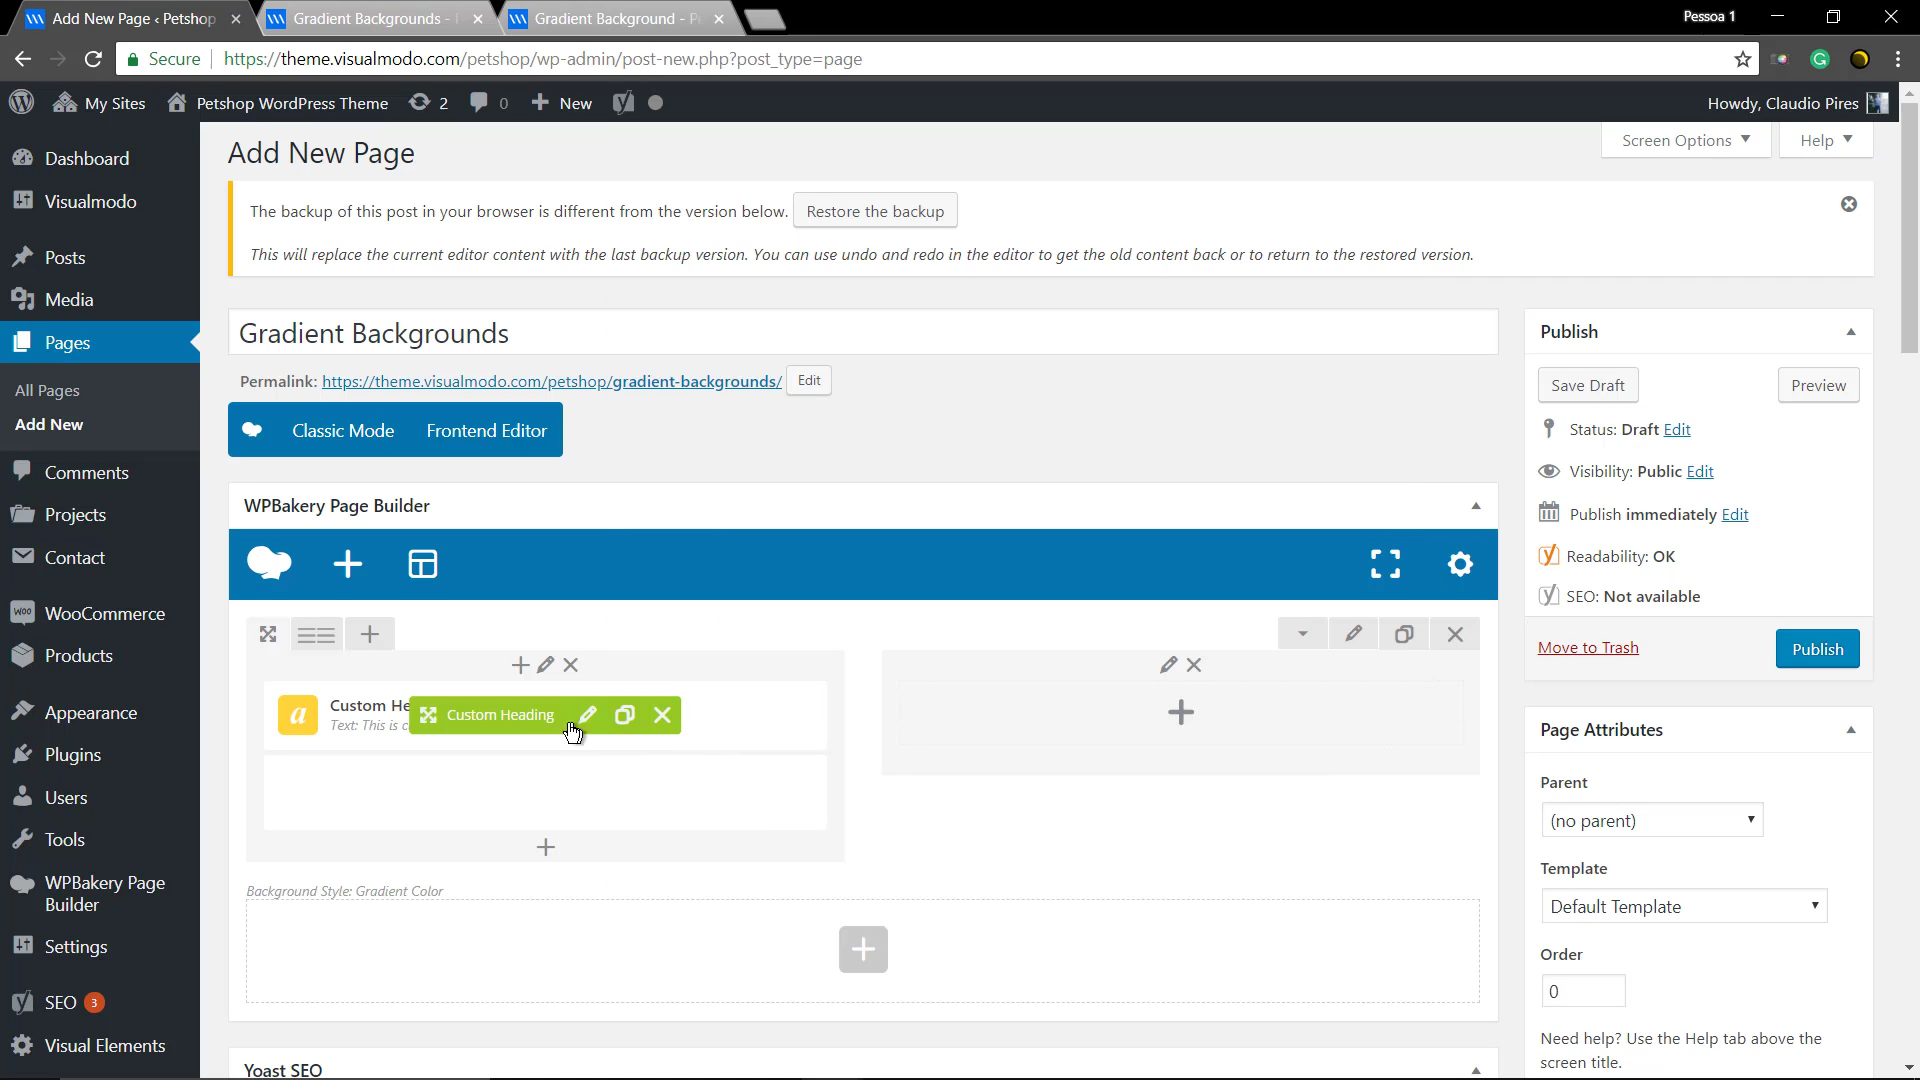 Add New Page ‹ Petshop
Gradient Backgrounds -
Gradient Background -
Pessoa 1
Secure
https://theme.visualmodo.com/petshop/wp-admin/post-new.php?post_type=page
My Sites
Petshop WordPress Theme
2
0
New
Howdy, Claudio Pires
Dashboard
Visualmodo
Posts
Media
Pages
All Pages
Add New
Comments
Projects
Contact
WooCommerce
Products
Appearance
Plugins
Users
Tools
WPBakery Page
Builder
Settings
SEO 3
Visual Elements
Add New Page
Screen Options
Help
The backup of this post in your browser is different from the version below.
Restore the backup
This will replace the current editor content with the last backup version. You can use undo and redo in the editor to get the old content back or to return to the restored version.
Gradient Backgrounds
Permalink: https://theme.visualmodo.com/petshop/gradient-backgrounds/
Edit
Classic Mode
Frontend Editor
WPBakery Page Builder
a
Custom He
Text: This is c
Custom Heading
Background Style: Gradient Color
Yoast SEO
Publish
Save Draft
Preview
Status: Draft Edit
Visibility: Public Edit
Publish immediately Edit
Readability: OK
SEO: Not available
Move to Trash
Publish
Page Attributes
Parent
(no parent)
Template
Default Template
Order
0
Need help? Use the Help tab above the
screen title.